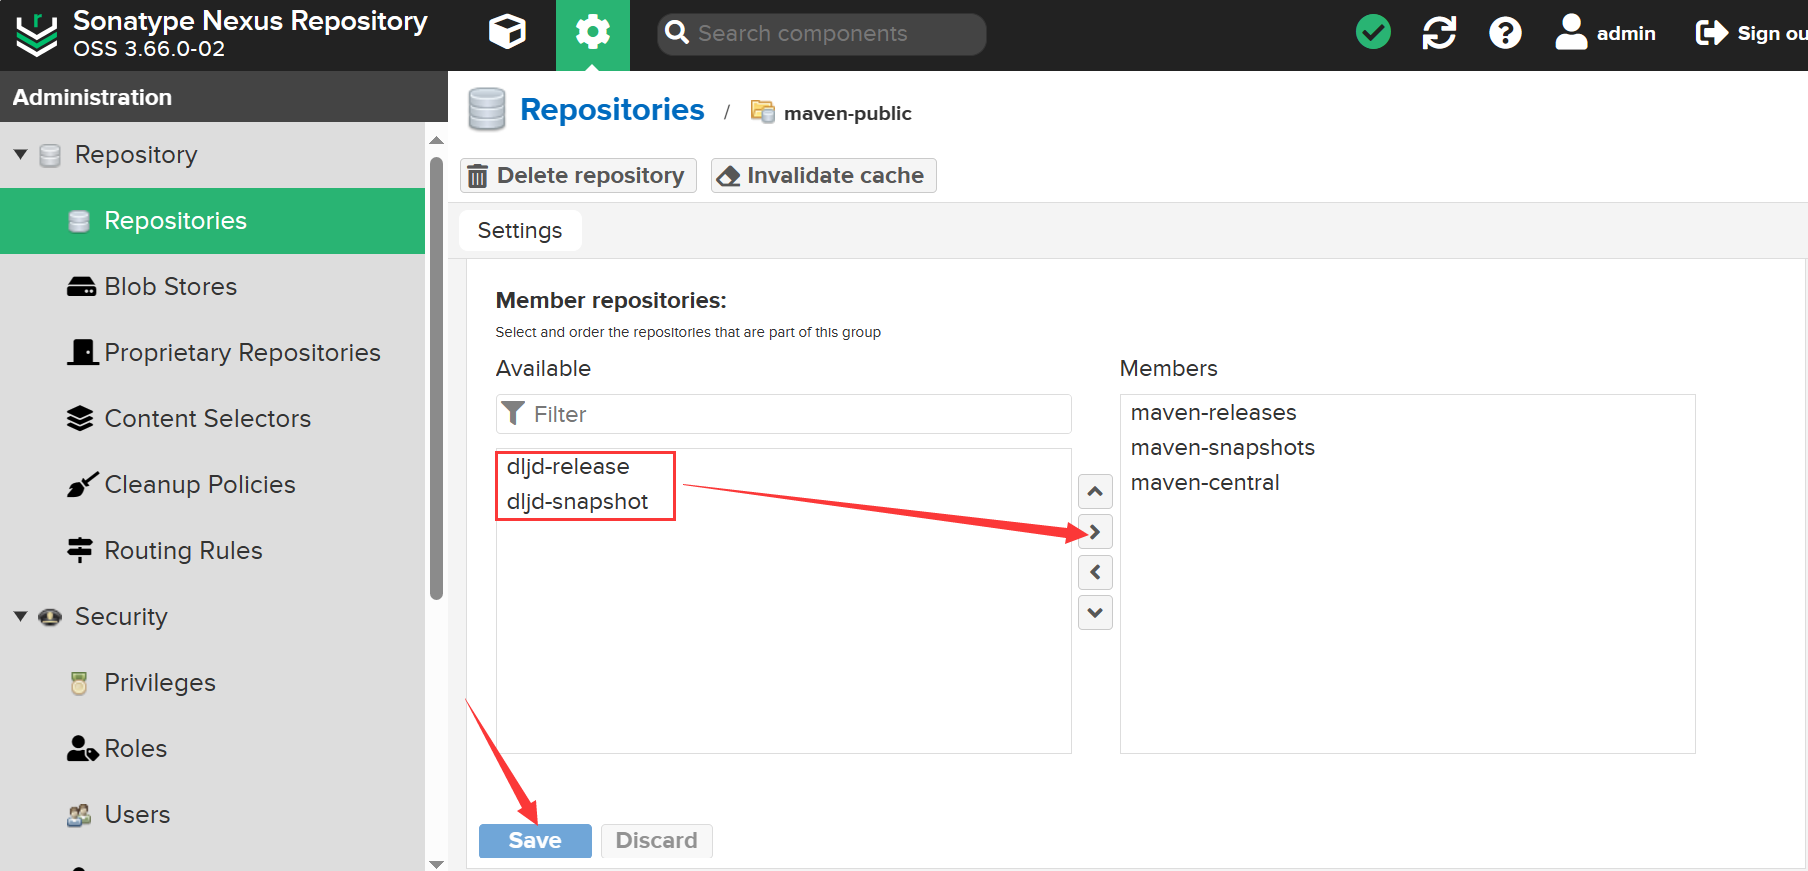 Sonatype Nexus Repository
OSS 3.66.0-02
Search components
admin
Sign ou
Administration
Repository
Repositories
Blob Stores
Proprietary Repositories
Content Selectors
Cleanup Policies
Routing Rules
Security
Privileges
Roles
Users
Repositories / maven-public
Delete repository
Invalidate cache
Settings
Member repositories:
Select and order the repositories that are part of this group
Available
Filter
dljd-release
dljd-snapshot
Members
maven-releases
maven-snapshots
maven-central
Save
Discard